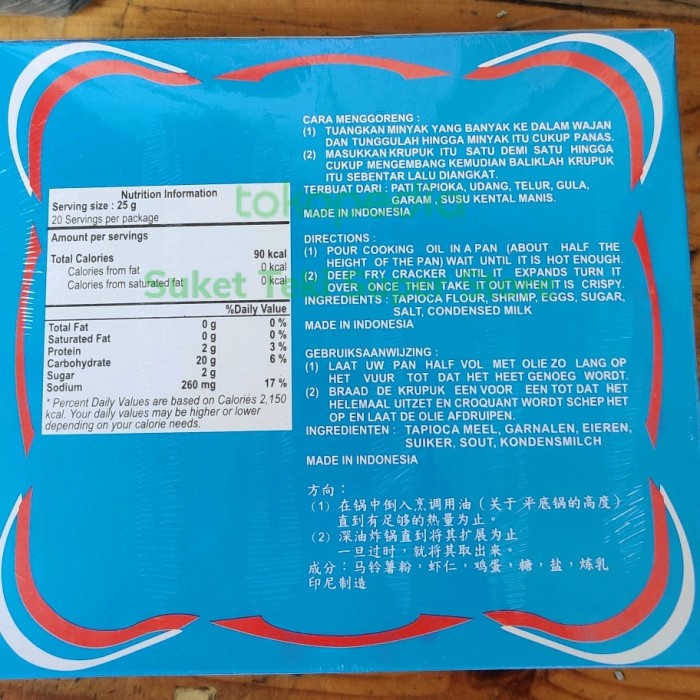 Nutrition Information
Serving size : 25 g
20 Servings per package
Amount per servings
Total Calories 90 kcal
Calories from fat 0 kcal
Calories from saturated fat 0 kcal
%Daily Value
Total Fat 0 g 0 %
Saturated Fat 0 g 0 %
Protein 2 g 3 %
Carbohydrate 20 g 6 %
Sugar 2 g
Sodium 260 mg 17 %
* Percent Daily Values are based on Calories 2,150
kcal. Your daily values may be higher or lower
depending on your calorie needs.
CARA MENGGORENG :
(1) TUANGKAN MINYAK YANG BANYAK KE DALAM WAJAN
DAN TUNGGULAH HINGGA MINYAK ITU CUKUP PANAS.
(2) MASUKKAN KRUPUK ITU SATU DEMI SATU HINGGA
CUKUP MENGEMBANG KEMUDIAN BALIKLAH KRUPUK
ITU SEBENTAR LALU DIANGKAT.
TERBUAT DARI : PATI TAPIOKA, UDANG, TELUR, GULA,
GARAM, SUSU KENTAL MANIS.
MADE IN INDONESIA
DIRECTIONS :
(1) POUR COOKING OIL IN A PAN (ABOUT HALF THE
HEIGHT OF THE PAN) WAIT UNTIL IT IS HOT ENOUGH.
(2) DEEP FRY CRACKER UNTIL IT EXPANDS TURN IT
OVER ONCE THEN TAKE IT OUT WHEN IT IS CRISPY.
INGREDIENTS : TAPIOCA FLOUR, SHRIMP, EGGS, SUGAR,
SALT, CONDENSED MILK
MADE IN INDONESIA
GEBRUIKSAANWIJZING :
(1) LAAT UW PAN HALF VOL MET OLIE ZO LANG OP
HET VUUR TOT DAT HET HEET GENOEG WORDT.
(2) BRAAD DE KRUPUK EEN VOOR EEN TOT DAT HET
HELEMAAL UITZET EN CROQUANT WORDT SCHEP HET
OP EN LAAT DE OLIE AFDRUIPEN.
INGREDIENTEN : TAPIOCA MEEL, GARNALEN, EIEREN,
SUIKER, SOUT, KONDENSMILCH
MADE IN INDONESIA
方向：
(1) 在锅中倒入烹调用油（关于平底锅的高度）
直到有足够的热量为止。
(2) 深油炸锅直到将其扩展为止
一旦过时，就将其取出来。
成分：马铃薯粉，虾仁，鸡蛋，糖，盐，炼乳
印尼制造
tokopedia
Suket Teki